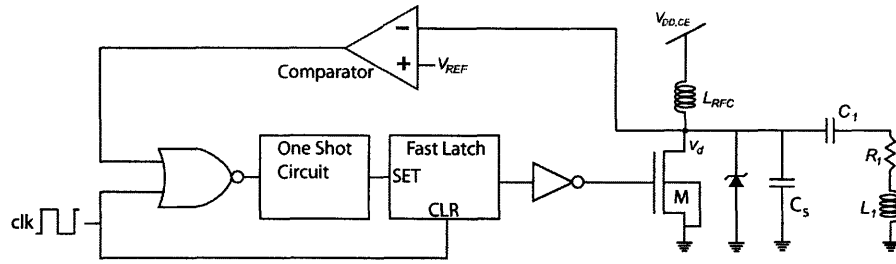 V_DD,CE
Comparator
−
+
V_REF
L_RFC
C_1
v_d
One Shot
Circuit
Fast Latch
SET
CLR
M
C_s
R_1
L_1
clk